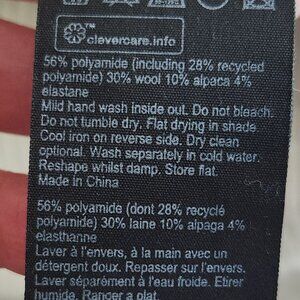 clevercare.info
56% polyamide (including 28% recycled
polyamide) 30% wool 10% alpaca 4%
elastane
Mild hand wash inside out. Do not bleach.
Do not tumble dry. Flat drying in shade
Cool iron on reverse side. Dry clean
optional. Wash separately in cold water.
Reshape whilst damp. Store flat.
Made in China
56% polyamide (dont 28% recyclé
polyamide) 30% laine 10% alpaca 4%
elasthanne
Laver à l'envers, à la main avec un
détergent doux. Repasser sur l'envers.
Laver séparément à l'eau froide. Etirer
humide. Ranger a plat